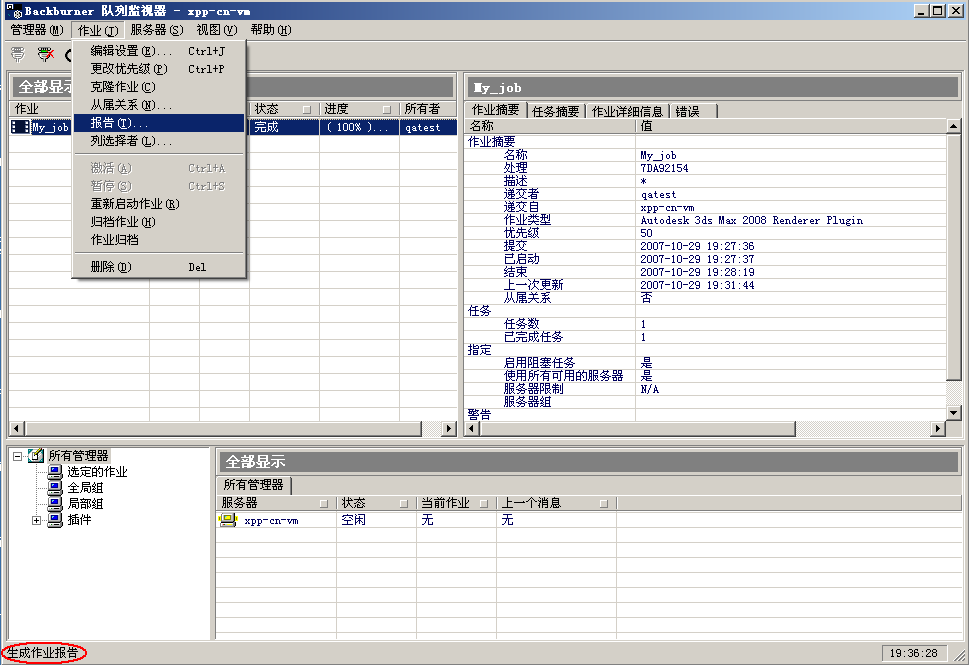 Backburner 队列监视器 - xpp-cn-vm
管理器(M) 作业(J) 服务器(S) 视图(V) 帮助(H)
编辑设置(E)... Ctrl+J
更改优先级(P) Ctrl+P
克隆作业(C)
从属关系(N)...
报告(T)...
列选择者(L)...
激活(A) Ctrl+A
暂停(S) Ctrl+S
重新启动作业(R)
归档作业(H)
作业归档
删除(D) Del
全部显示
作业 状态 进度 所有者
My_job 完成 (100%)... qatest
My_job
作业摘要 任务摘要 作业详细信息 错误
名称 值
作业摘要
名称 My_job
处理 7DA92154
描述 *
递交者 qatest
递交自 xpp-cn-vm
作业类型 Autodesk 3ds Max 2008 Renderer Plugin
优先级 50
提交 2007-10-29 19:27:36
已启动 2007-10-29 19:27:37
结束 2007-10-29 19:28:19
上一次更新 2007-10-29 19:31:44
从属关系 否
任务
任务数 1
已完成任务 1
指定
启用阻塞任务 是
使用所有可用的服务器 是
服务器限制 N/A
服务器组
警告
所有管理器
选定的作业
全局组
局部组
插件
全部显示
所有管理器
服务器 状态 当前作业 上一个消息
xpp-cn-vm 空闲 无 无
生成作业报告 19:36:28